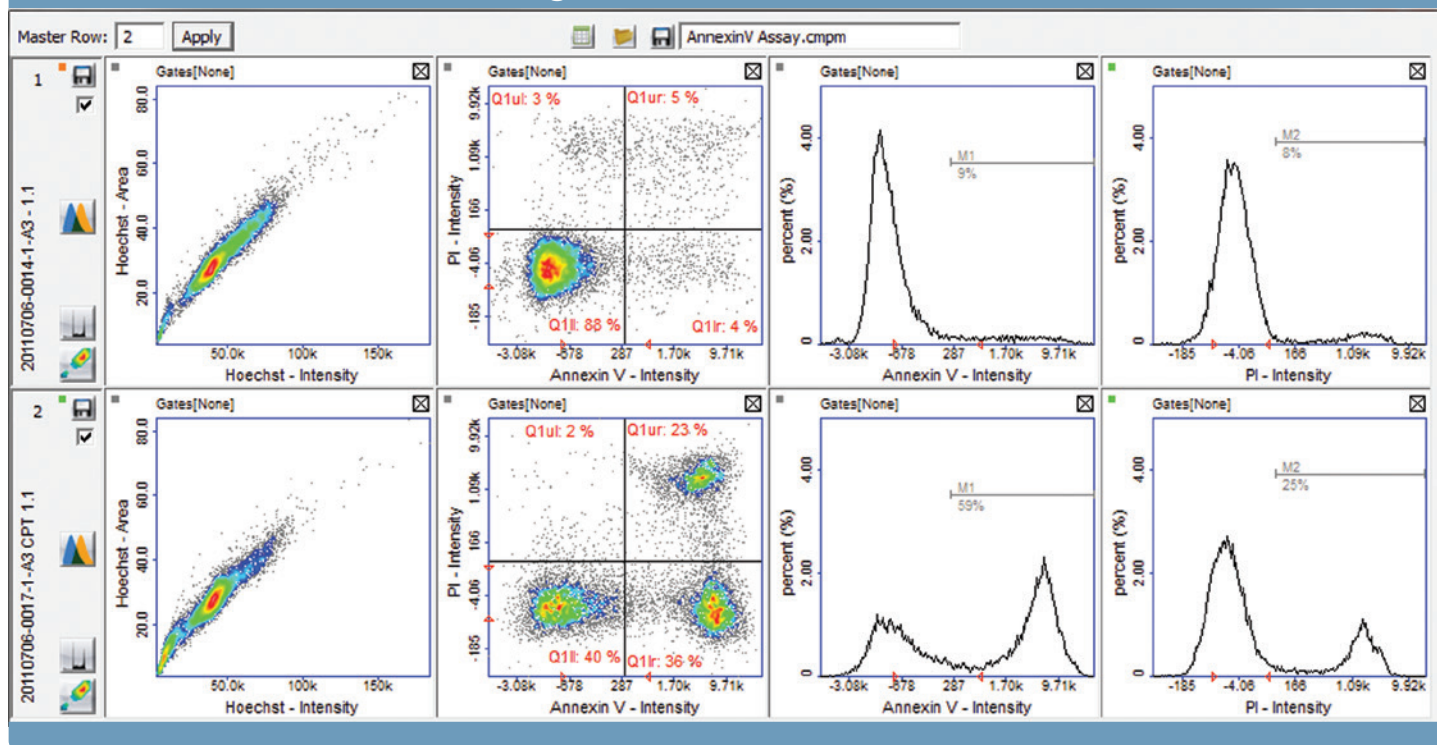 Master Row: 2 Apply AnnexinV Assay.cmpm
1
20110706-0014-1-A3 - 1.1
Gates[None]
80.0
60.0
40.0
20.0
Hoechst - Area
50.0k 100k 150k
Hoechst - Intensity
Gates[None]
Q1ul: 3 % Q1ur: 5 %
9.92k
1.09k
166
-4.06
-185
PI - Intensity
Q1ll: 88 % Q1lr: 4 %
-3.08k -878 287 1.70k 9.71k
Annexin V - Intensity
Gates[None]
4.00
2.00
0
percent (%)
M1
9%
-3.08k -878 287 1.70k 9.71k
Annexin V - Intensity
Gates[None]
4.00
2.00
0
percent (%)
M2
8%
-185 -4.06 166 1.09k 9.92k
PI - Intensity
2
20110706-0017-1-A3 CPT 1.1
Gates[None]
80.0
60.0
40.0
20.0
Hoechst - Area
50.0k 100k 150k
Hoechst - Intensity
Gates[None]
Q1ul: 2 % Q1ur: 23 %
9.92k
1.09k
166
-4.06
-185
PI - Intensity
Q1ll: 40 % Q1lr: 36 %
-3.08k -878 287 1.70k 9.71k
Annexin V - Intensity
Gates[None]
4.00
2.00
0
percent (%)
M1
59%
-3.08k -878 287 1.70k 9.71k
Annexin V - Intensity
Gates[None]
4.00
2.00
0
percent (%)
M2
25%
-185 -4.06 166 1.09k 9.92k
PI - Intensity